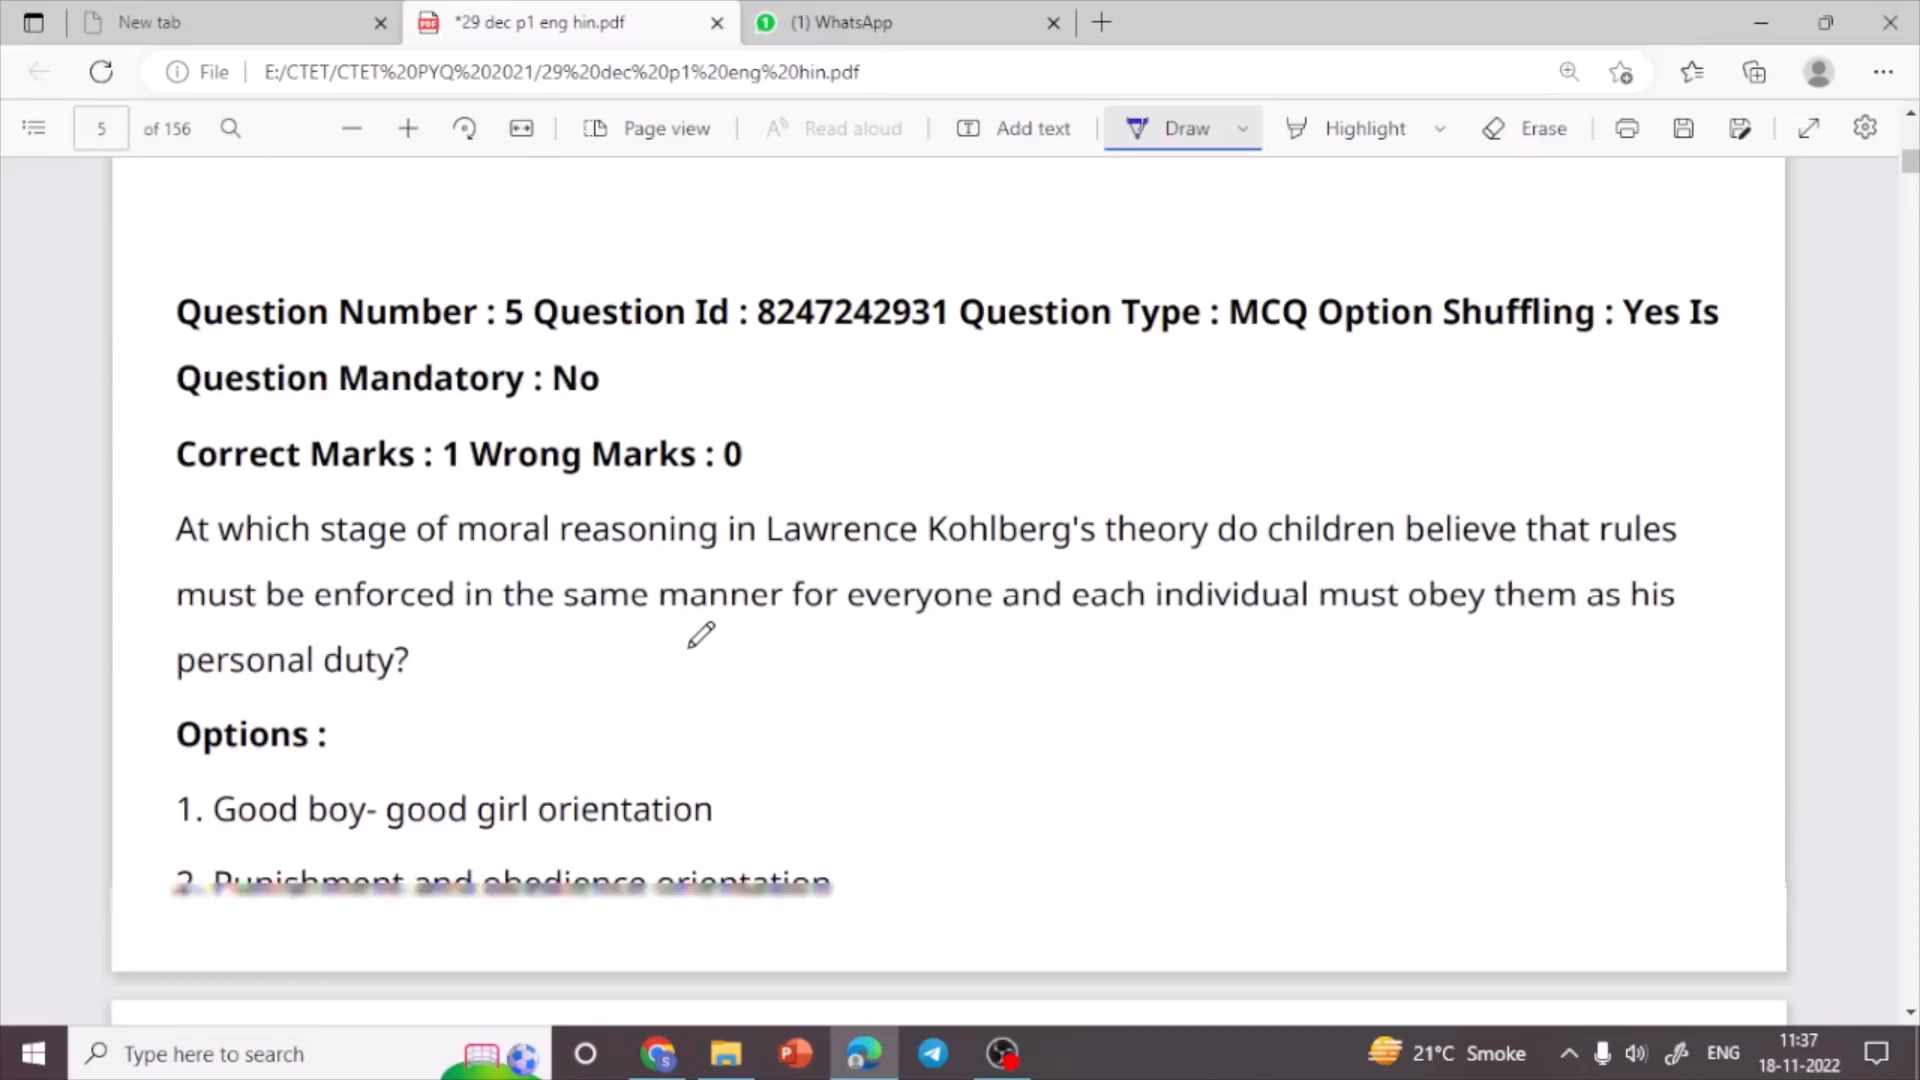 New tab
*29 dec p1 eng hin.pdf
(1) WhatsApp
File
E:/CTET/CTET%20PYQ%202021/29%20dec%20p1%20eng%20hin.pdf
5 of 156
Page view
Read aloud
Add text
Draw
Highlight
Erase
Question Number : 5 Question Id : 8247242931 Question Type : MCQ Option Shuffling : Yes Is
Question Mandatory : No
Correct Marks : 1 Wrong Marks : 0
At which stage of moral reasoning in Lawrence Kohlberg's theory do children believe that rules
must be enforced in the same manner for everyone and each individual must obey them as his
personal duty?
Options :
1. Good boy- good girl orientation
2. Punishment and obedience orientation
Type here to search
21°C Smoke
ENG
11:37
18-11-2022